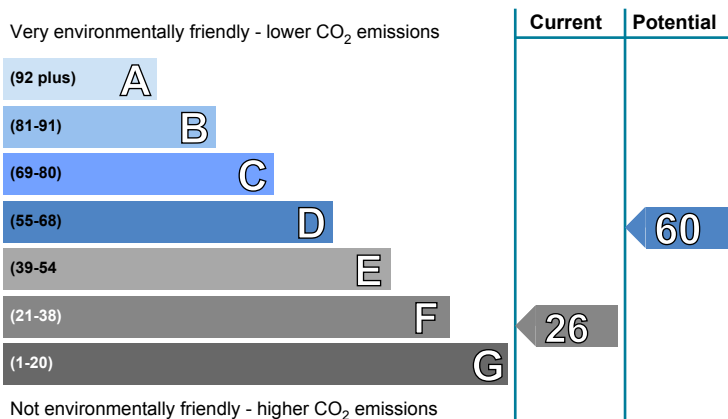 Current Potential
Very environmentally friendly - lower CO2 emissions
(92 plus) A
(81-91) B
(69-80) C
(55-68) D
60
(39-54 E
(21-38) F
26
(1-20) G
Not environmentally friendly - higher CO2 emissions